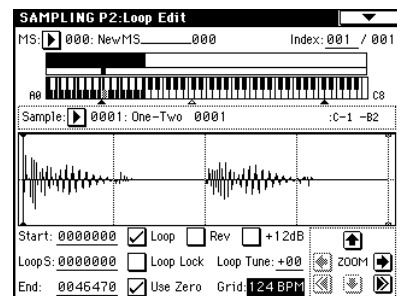 SAMPLING P2:Loop Edit
MS: 000: NewMS______000 Index: 001 / 001
A0 C8
Sample: 0001: One-Two 0001 :C-1 -B2
Start: 0000000 Loop Rev +12dB
LoopS: 0000000 Loop Lock Loop Tune: +00 ZOOM
End: 0046470 Use Zero Grid: 124 BPM